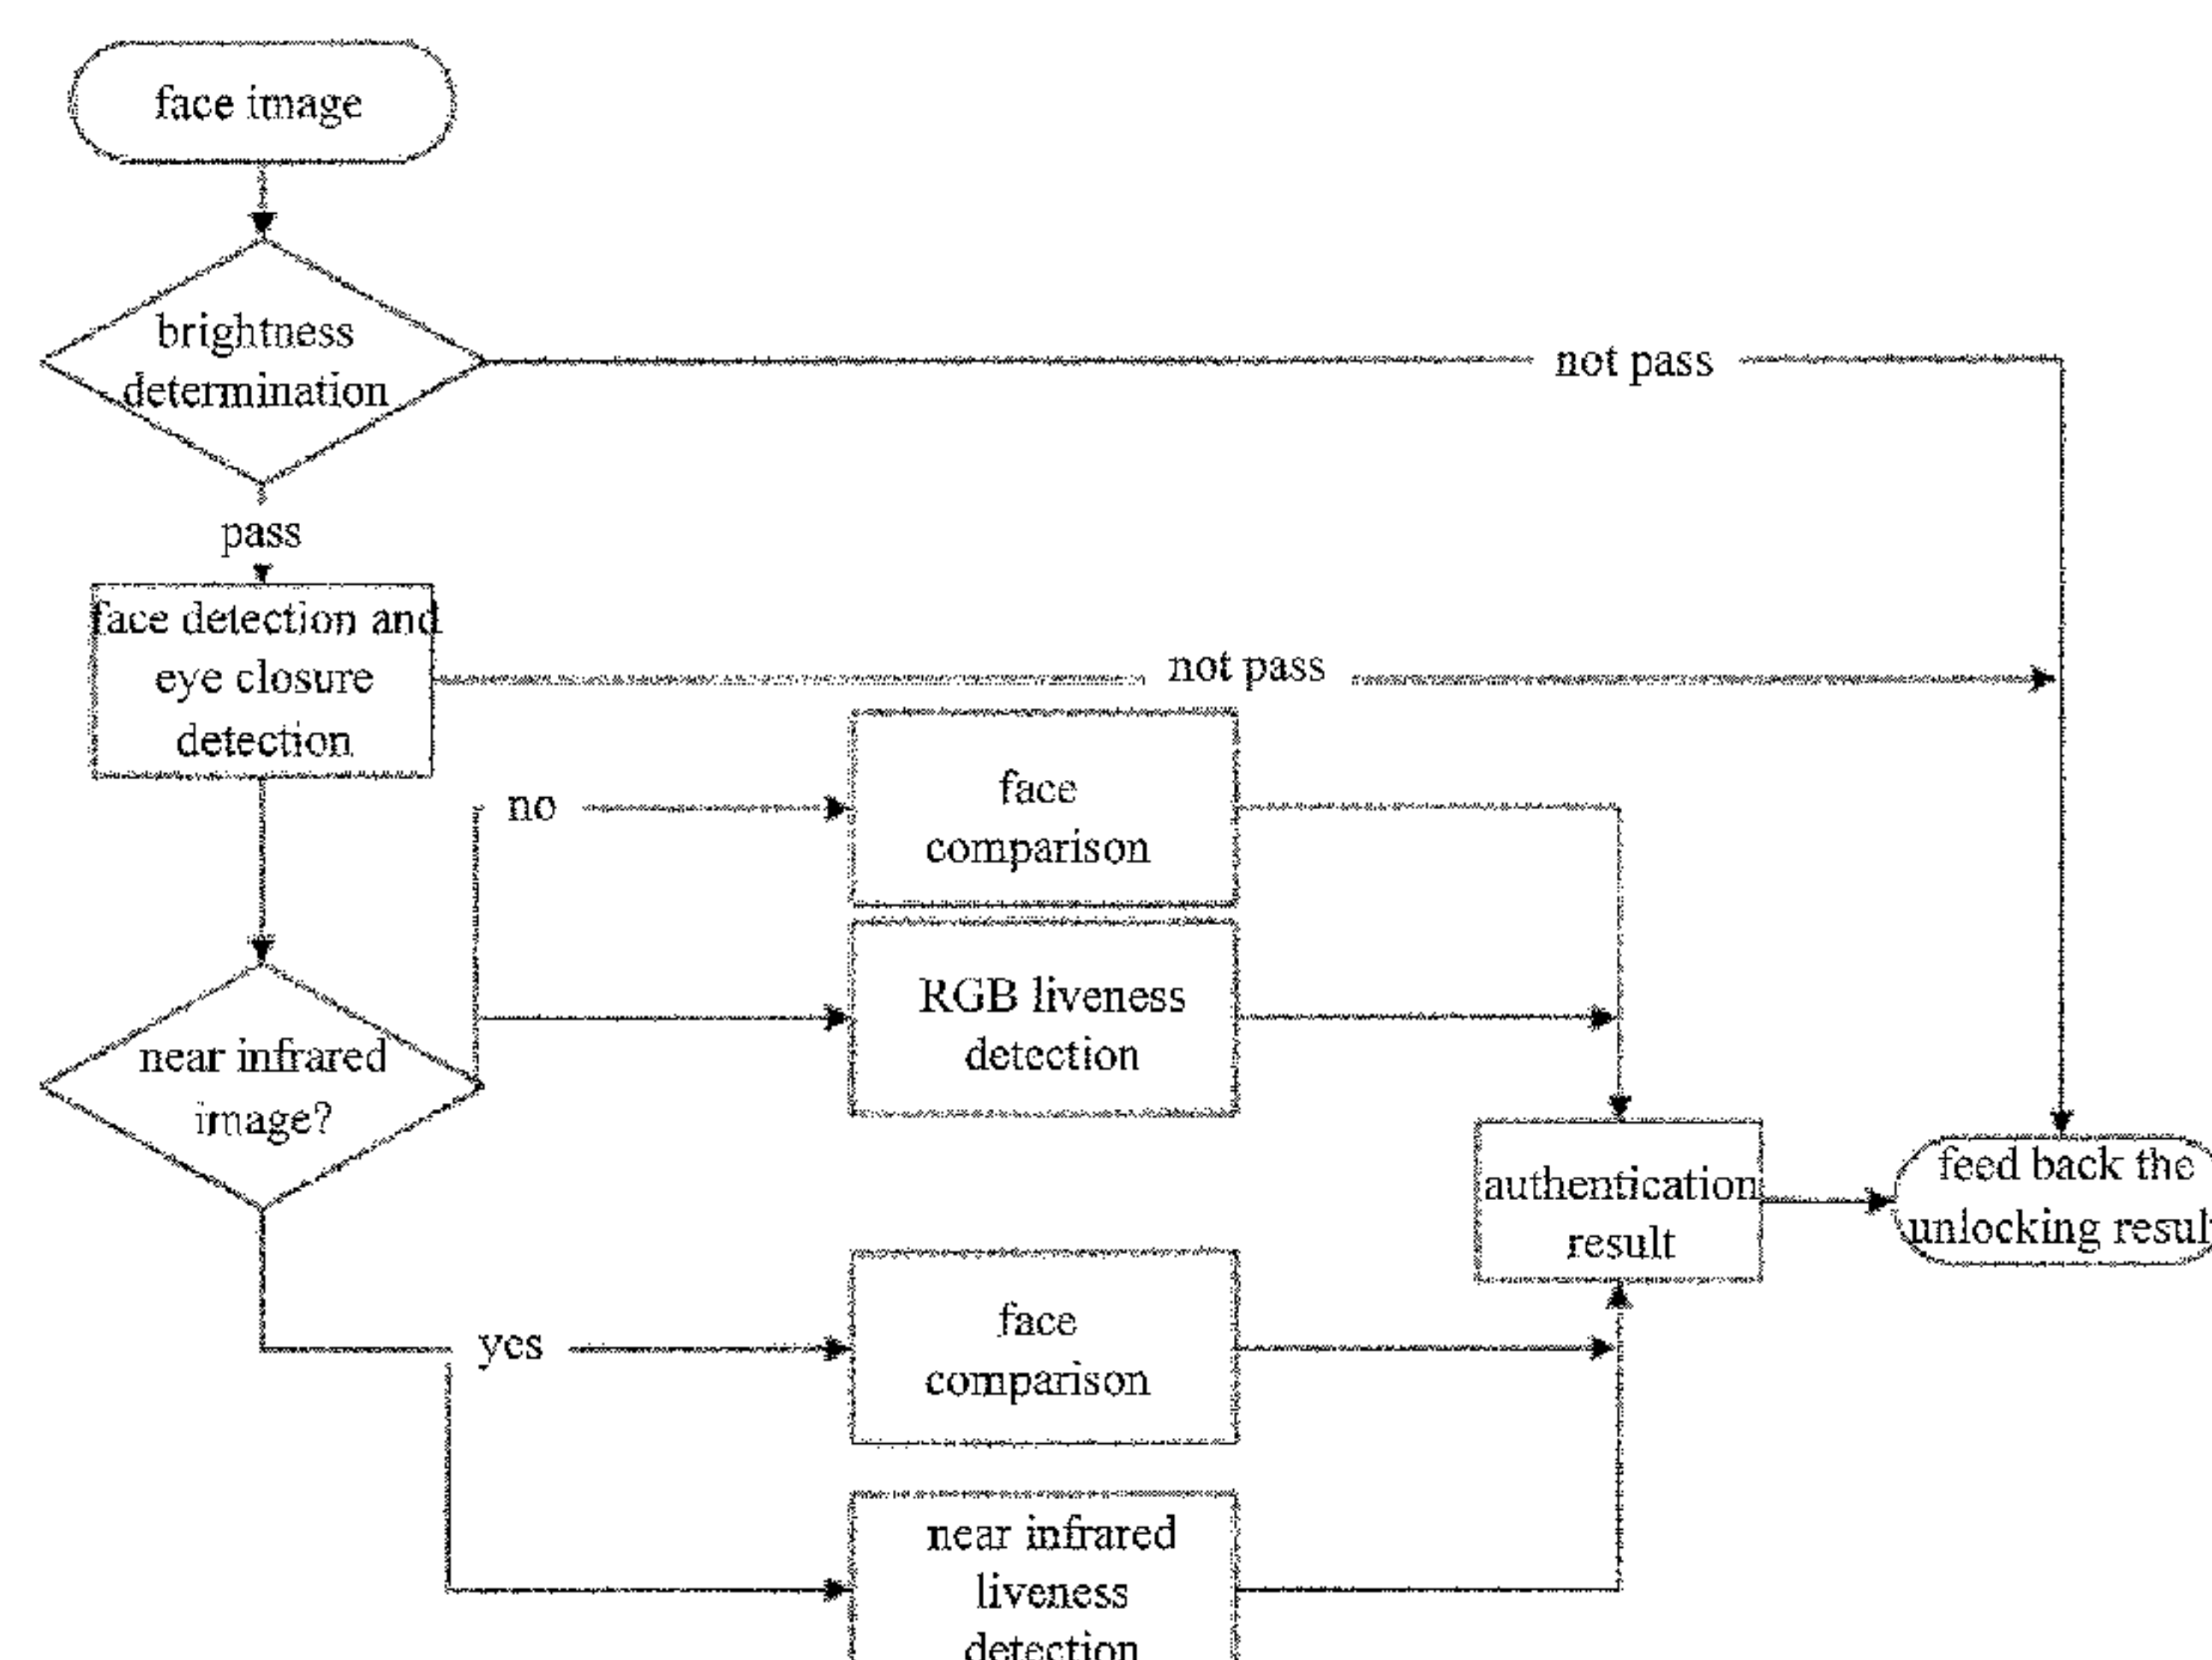 face image
brightness
determination
not pass
pass
face detection and
eye closure
detection
not pass
no
face
comparison
RGB liveness
detection
near infrared
image?
authentication
result
feed back the
unlocking result
yes
face
comparison
near infrared
liveness
detection